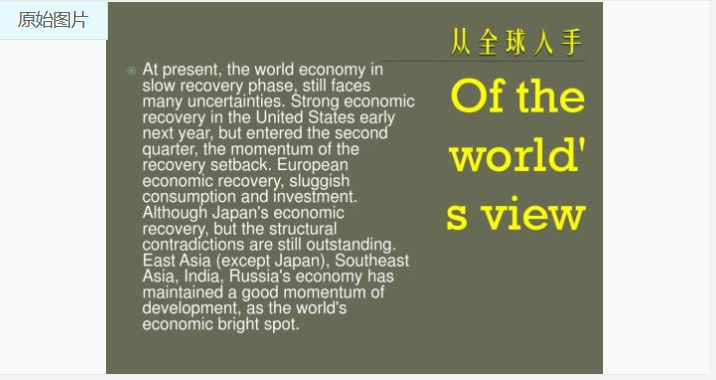 原始图片
从全球入手
Of the
world'
s view
At present, the world economy in
slow recovery phase, still faces
many uncertainties. Strong economic
recovery in the United States early
next year, but entered the second
quarter, the momentum of the
recovery setback. European
economic recovery, sluggish
consumption and investment.
Although Japan's economic
recovery, but the structural
contradictions are still outstanding.
East Asia (except Japan), Southeast
Asia, India, Russia's economy has
maintained a good momentum of
development, as the world's
economic bright spot.